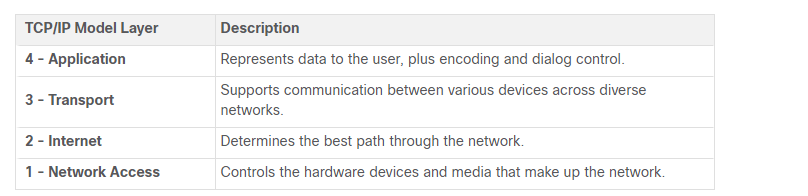 TCP/IP Model Layer Description
4 - Application Represents data to the user, plus encoding and dialog control.
3 - Transport Supports communication between various devices across diverse
networks.
2 - Internet Determines the best path through the network.
1 - Network Access Controls the hardware devices and media that make up the network.